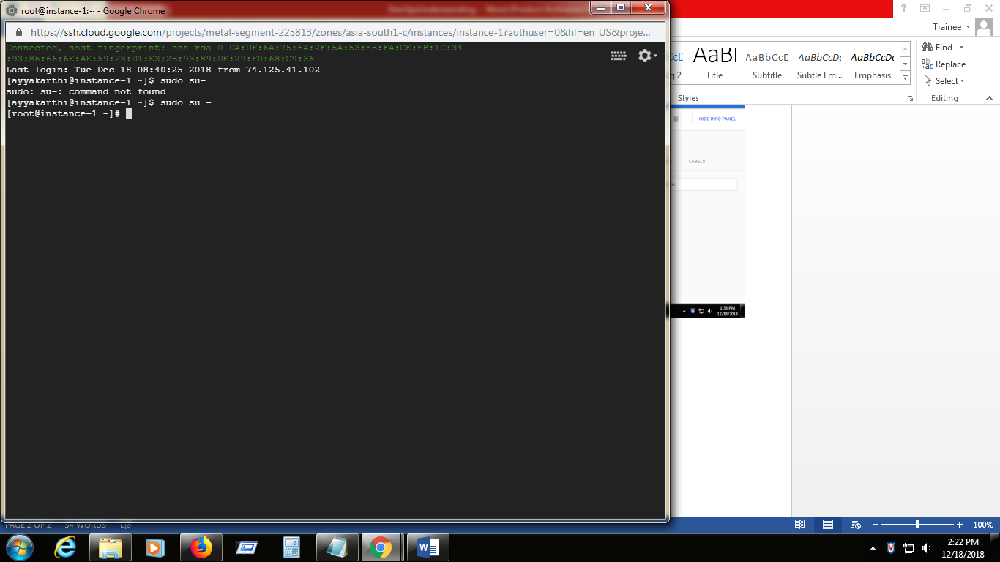 root@instance-1:~ - Google Chrome
https://ssh.cloud.google.com/projects/metal-segment-225813/zones/asia-south1-c/instances/instance-1?authuser=0&hl=en_US&proje...
Connected, host fingerprint: ssh-rsa 0 DA:DF:6A:75:6A:2F:5A:53:EB:FA:CE:EB:1C:34
:93:86:66:6E:AE:59:23:D1:E3:2B:93:89:DE:29:F0:68:C9:36
Last login: Tue Dec 18 08:40:25 2018 from 74.125.41.102
[ayyakarthi@instance-1 ~]$ sudo su-
sudo: su-: command not found
[ayyakarthi@instance-1 ~]$ sudo su -
[root@instance-1 ~]#
Trainee
AaBl AaBbCcD AaBbCcDc AaBbCcDc
g 2 Title Subtitle Subtle Em... Emphasis
Styles
Find
Replace
Select
Editing
HIDE INFO PANEL
LABELS
1:38 PM
12/18/2018
PAGE 2 OF 2 54 WORDS
100%
2:22 PM
12/18/2018